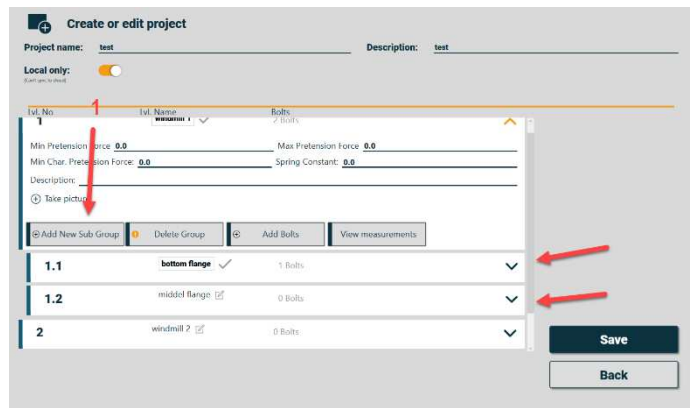 Create or edit project
Project name: test Description: test
Local only:
1
Lvl. No Lvl. Name Bolts
1 windmill 1 2 Bolts
Min Pretension Force 0.0 Max Pretension Force 0.0
Min Char. Pretension Force: 0.0 Spring Constant: 0.0
Description:
Take picture
Add New Sub Group Delete Group Add Bolts View measurements
1.1 bottom flange 1 Bolts
1.2 middel flange 0 Bolts
2 windmill 2 0 Bolts
Save
Back